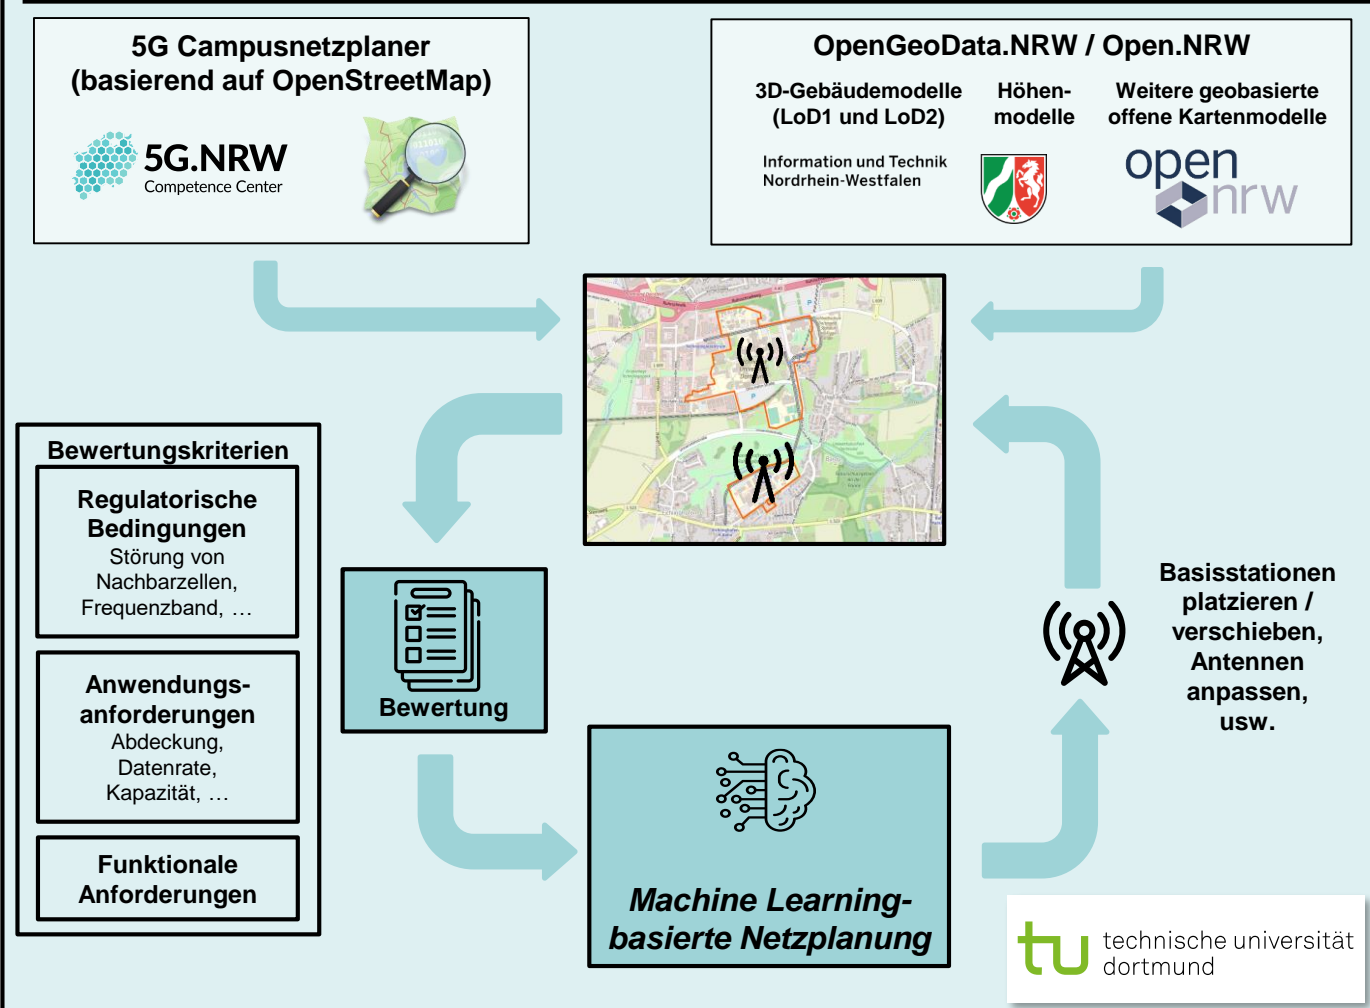 5G Campusnetzplaner
(basierend auf OpenStreetMap)
5G.NRW
Competence Center
OpenGeoData.NRW / Open.NRW
3D-Gebäudemodelle
(LoD1 und LoD2)
Höhen-
modelle
Weitere geobasierte
offene Kartenmodelle
Information und Technik
Nordrhein-Westfalen
open
nrw
Bewertungskriterien
Regulatorische
Bedingungen
Störung von
Nachbarzellen,
Frequenzband, …
Anwendungs-
anforderungen
Abdeckung,
Datenrate,
Kapazität, …
Funktionale
Anforderungen
Bewertung
Machine Learning-
basierte Netzplanung
Basisstationen
platzieren /
verschieben,
Antennen
anpassen,
usw.
tu
technische universität
dortmund